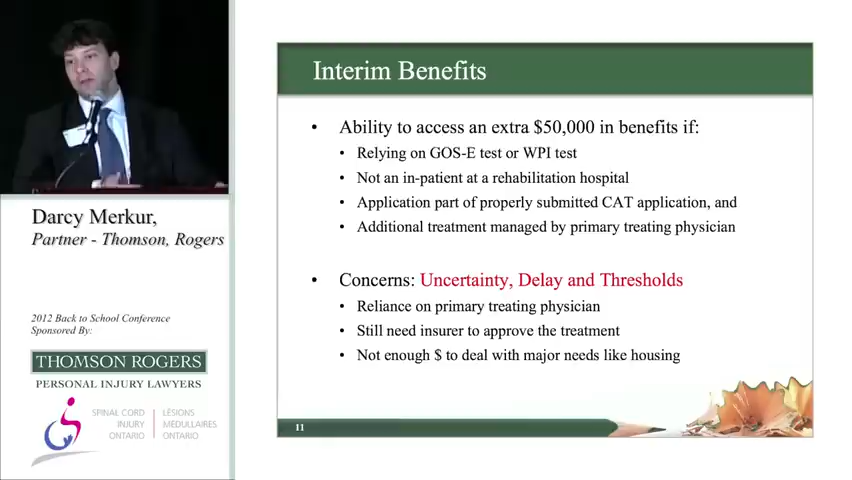 Darcy Merkur,
Partner - Thomson, Rogers
2012 Back to School Conference
Sponsored By:
THOMSON ROGERS
PERSONAL INJURY LAWYERS
SPINAL CORD
INJURY
ONTARIO
LÉSIONS
MÉDULLAIRES
ONTARIO
Interim Benefits
• Ability to access an extra $50,000 in benefits if:
• Relying on GOS-E test or WPI test
• Not an in-patient at a rehabilitation hospital
• Application part of properly submitted CAT application, and
• Additional treatment managed by primary treating physician
• Concerns: Uncertainty, Delay and Thresholds
• Reliance on primary treating physician
• Still need insurer to approve the treatment
• Not enough $ to deal with major needs like housing
11